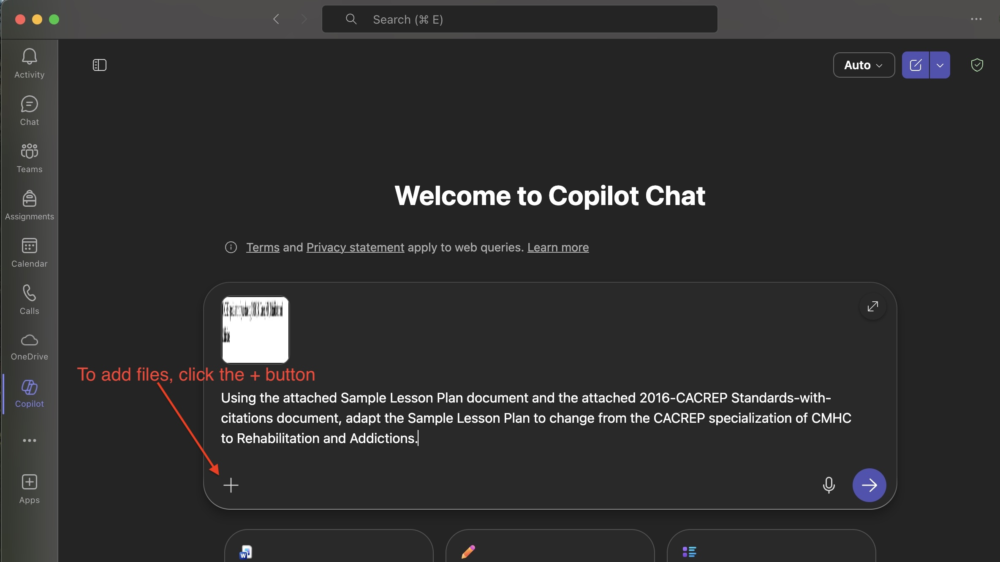 Search (⌘ E)
Activity
Chat
Teams
Assignments
Calendar
Calls
OneDrive
Copilot
Apps
Auto
Welcome to Copilot Chat
Terms and Privacy statement apply to web queries. Learn more
To add files, click the + button
Using the attached Sample Lesson Plan document and the attached 2016-CACREP Standards-with-
citations document, adapt the Sample Lesson Plan to change from the CACREP specialization of CMHC
to Rehabilitation and Addictions.
W